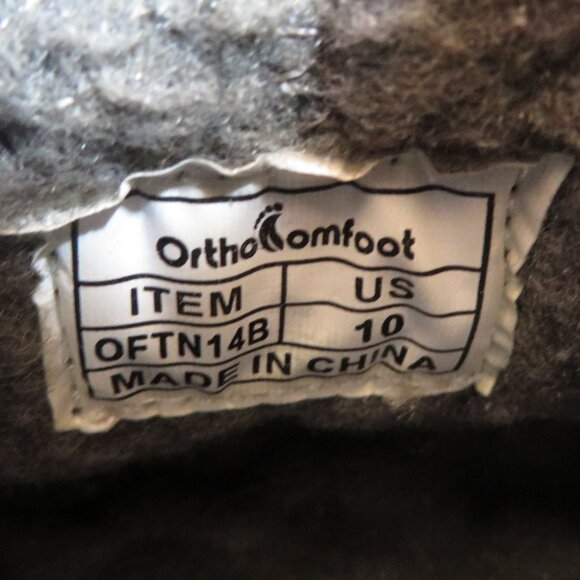 OrthoComfoot
ITEM US
OFTN14B 10
MADE IN CHINA